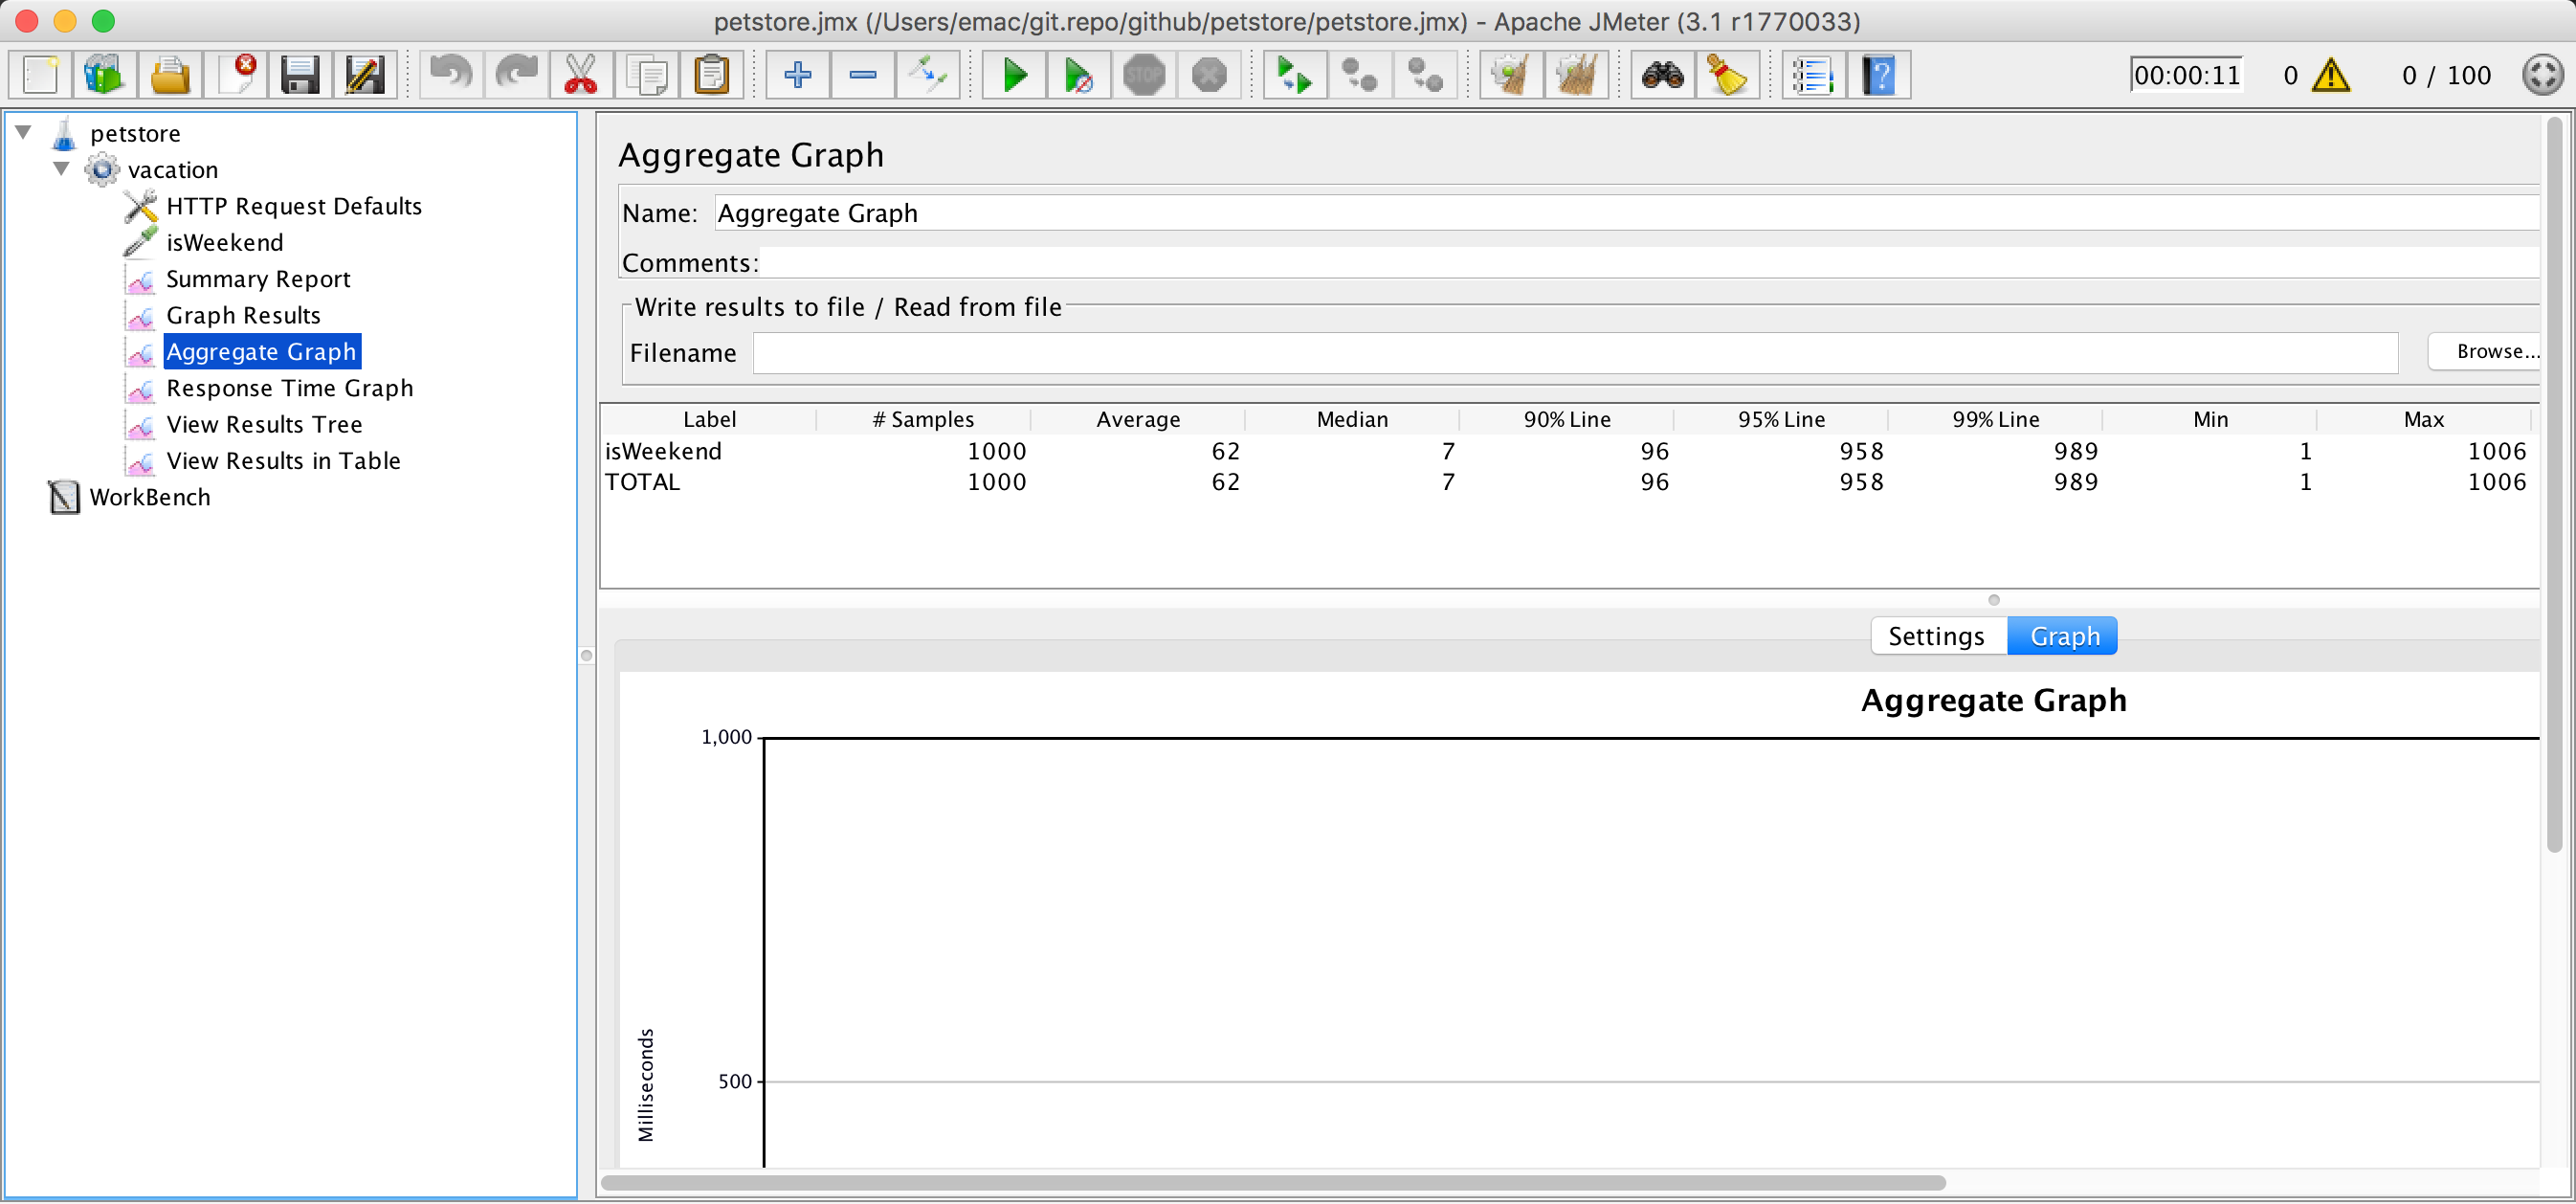 petstore.jmx (/Users/emac/git.repo/github/petstore/petstore.jmx) - Apache JMeter (3.1 r1770033)
STOP
00:00:11 0 0 / 100
petstore
vacation
HTTP Request Defaults
isWeekend
Summary Report
Graph Results
Aggregate Graph
Response Time Graph
View Results Tree
View Results in Table
WorkBench
Aggregate Graph
Name: Aggregate Graph
Comments:
Write results to file / Read from file
Filename Browse...
Label # Samples Average Median 90% Line 95% Line 99% Line Min Max
isWeekend 1000 62 7 96 958 989 1 1006
TOTAL 1000 62 7 96 958 989 1 1006
Settings Graph
Aggregate Graph
1,000
500
Milliseconds